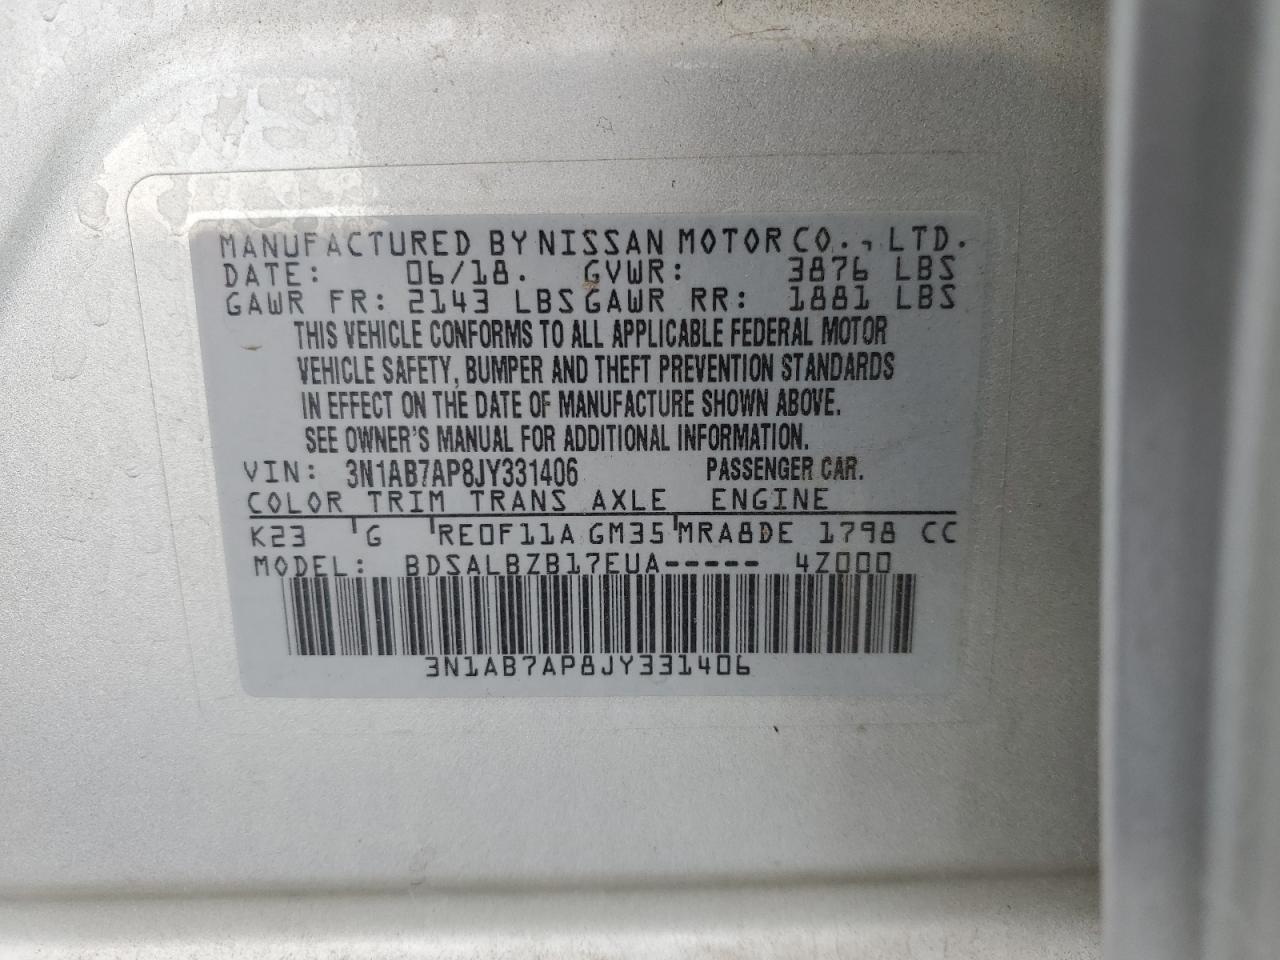 MANUFACTURED BY NISSAN MOTOR CO., LTD.
DATE: 06/18. GVWR: 3876 LBS
GAWR FR: 2143 LBS GAWR RR: 1881 LBS
THIS VEHICLE CONFORMS TO ALL APPLICABLE FEDERAL MOTOR
VEHICLE SAFETY, BUMPER AND THEFT PREVENTION STANDARDS
IN EFFECT ON THE DATE OF MANUFACTURE SHOWN ABOVE.
SEE OWNER'S MANUAL FOR ADDITIONAL INFORMATION.
VIN: 3N1AB7AP8JY331406 PASSENGER CAR.
COLOR TRIM TRANS AXLE ENGINE
K23 G RE0F11A GM35 MRA8DE 1798 CC
MODEL: BDSALBZB17EUA----- 4Z000
3N1AB7AP8JY331406